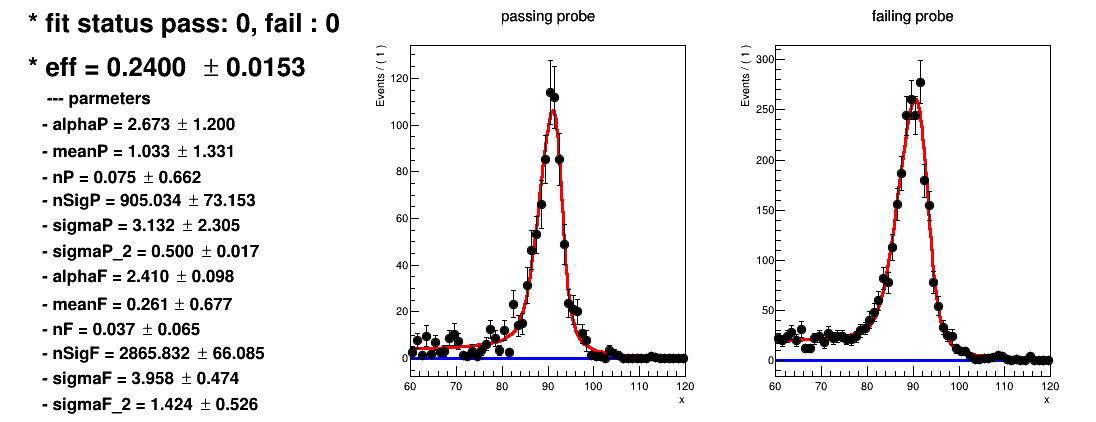 * fit status pass: 0, fail : 0
* eff = 0.2400 ± 0.0153
--- parmeters
- alphaP = 2.673 ± 1.200
- meanP = 1.033 ± 1.331
- nP = 0.075 ± 0.662
- nSigP = 905.034 ± 73.153
- sigmaP = 3.132 ± 2.305
- sigmaP_2 = 0.500 ± 0.017
- alphaF = 2.410 ± 0.098
- meanF = 0.261 ± 0.677
- nF = 0.037 ± 0.065
- nSigF = 2865.832 ± 66.085
- sigmaF = 3.958 ± 0.474
- sigmaF_2 = 1.424 ± 0.526
passing probe
Events / ( 1 )
120
100
80
60
40
20
0
60 70 80 90 100 110 120
x
failing probe
Events / ( 1 )
300
250
200
150
100
50
0
60 70 80 90 100 110 120
x